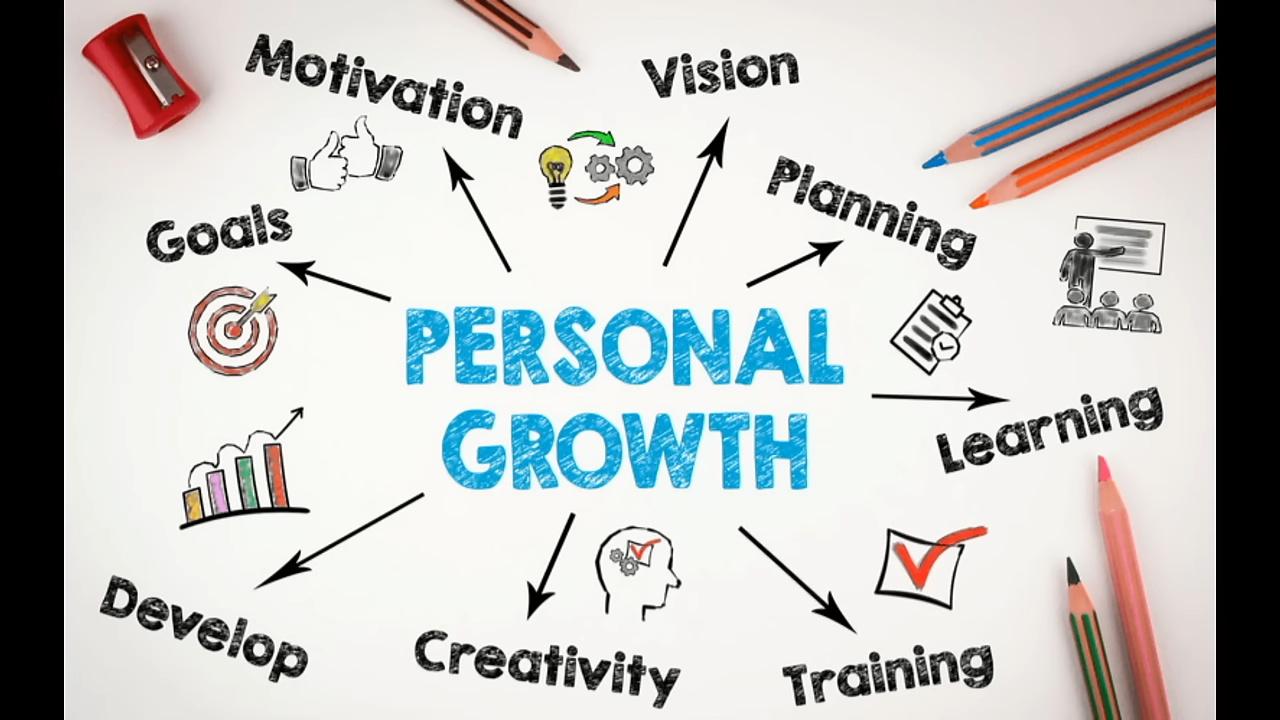 Motivation
Vision
Planning
Goals
PERSONAL
GROWTH
Learning
Develop
Creativity
Training